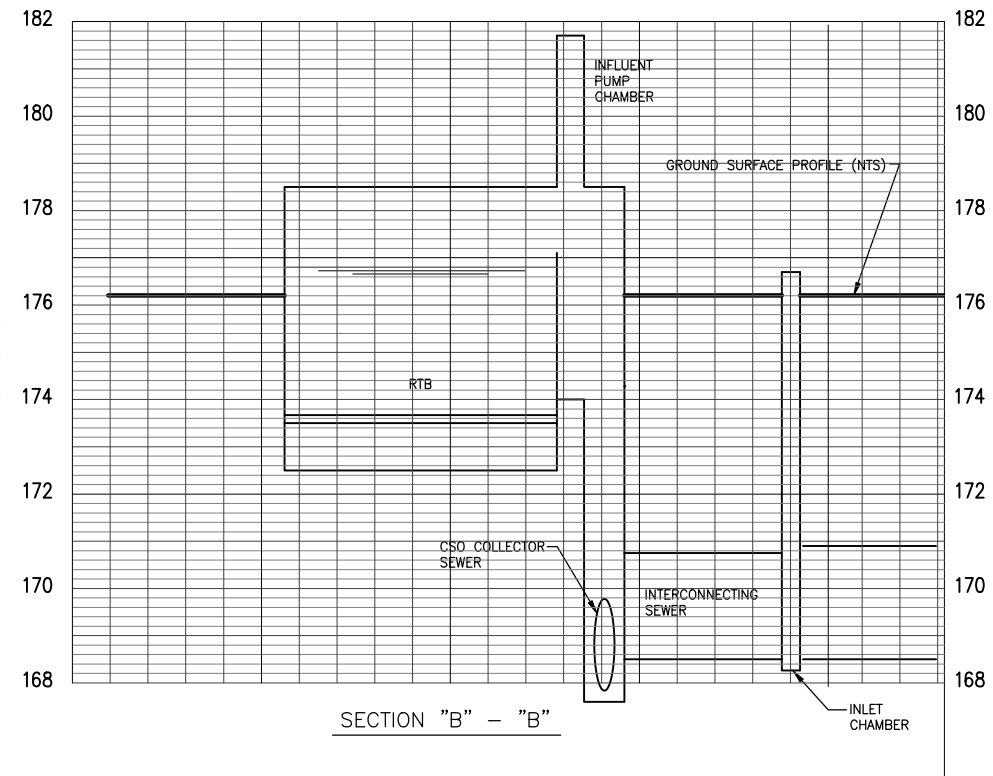 182
182
INFLUENT
PUMP
CHAMBER
180
180
GROUND SURFACE PROFILE (NTS)
178
178
176
176
RTB
174
174
172
172
CSO COLLECTOR
SEWER
170
170
INTERCONNECTING
SEWER
168
168
INLET
CHAMBER
SECTION "B" - "B"